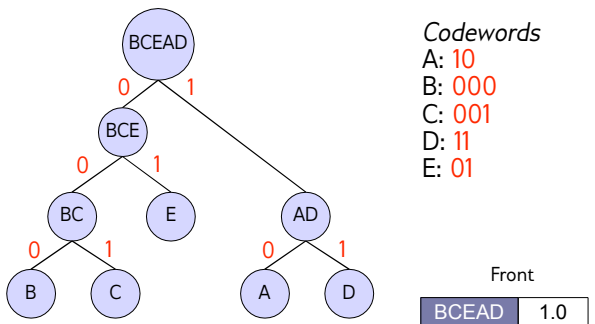 BCEAD
0 1
BCE
0 1
BC E AD
0 1 0 1
B C A D
Codewords
A: 10
B: 000
C: 001
D: 11
E: 01
Front
BCEAD 1.0